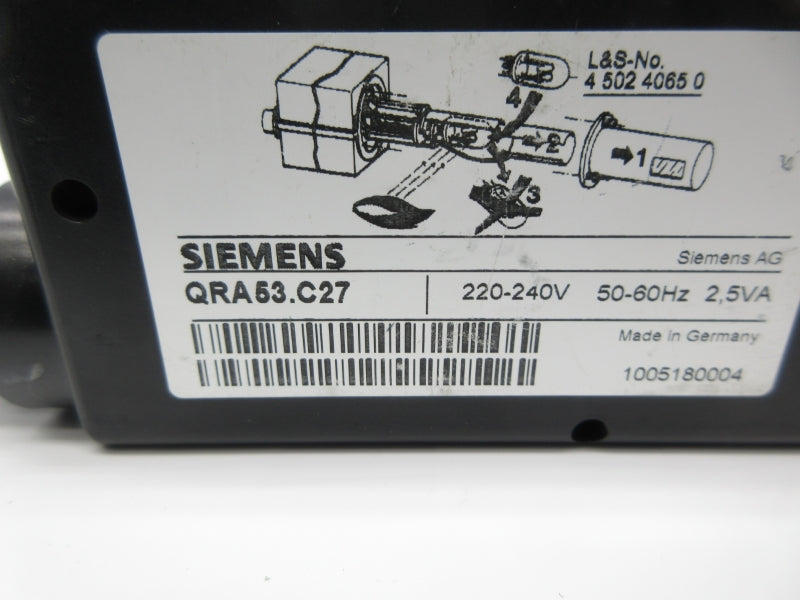 L&S-No.
4 502 4065 0
4
2
1
3
SIEMENS
Siemens AG
QRA53.C27
220-240V 50-60Hz 2,5VA
Made in Germany
1005180004